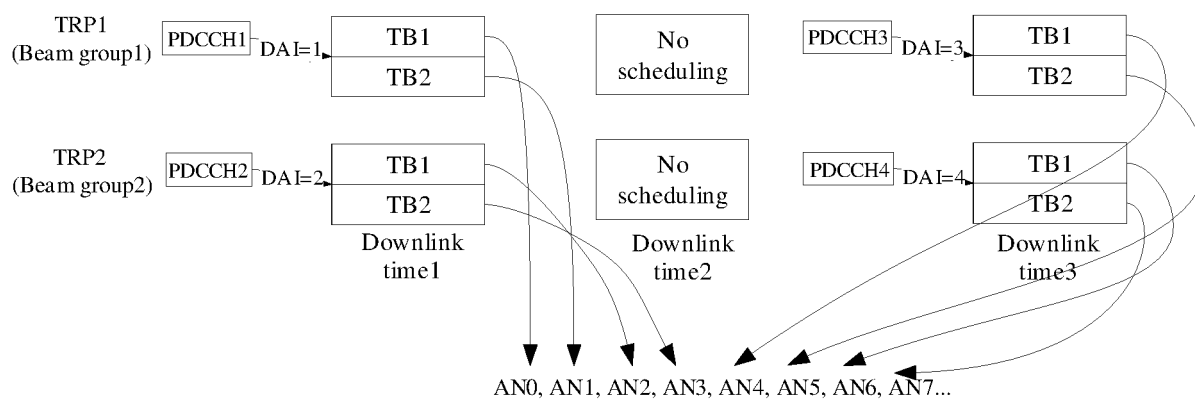 TRP1
(Beam group1)
PDCCH1
DAI=1
TB1
TB2
No
scheduling
PDCCH3
DAI=3
TB1
TB2
TRP2
(Beam group2)
PDCCH2
DAI=2
TB1
TB2
No
scheduling
PDCCH4
DAI=4
TB1
TB2
Downlink
time1
Downlink
time2
Downlink
time3
AN0, AN1, AN2, AN3, AN4, AN5, AN6, AN7...